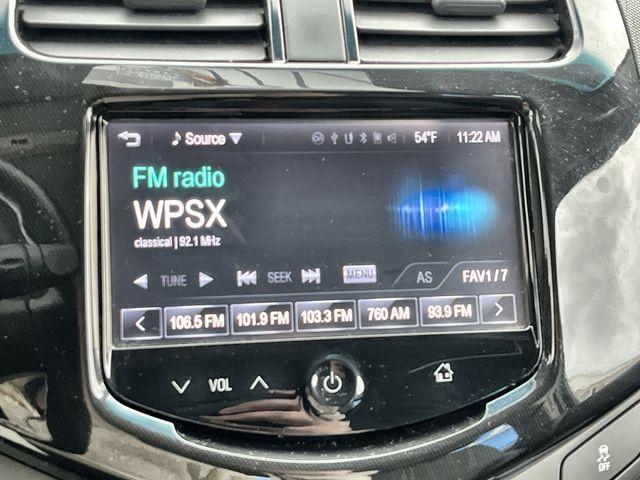 Source 54°F 11:22 AM
FM radio
WPSX
classical | 92.1 MHz
TUNE SEEK MENU AS FAV1 / 7
106.5 FM 101.9 FM 103.3 FM 760 AM 93.9 FM
VOL
OFF